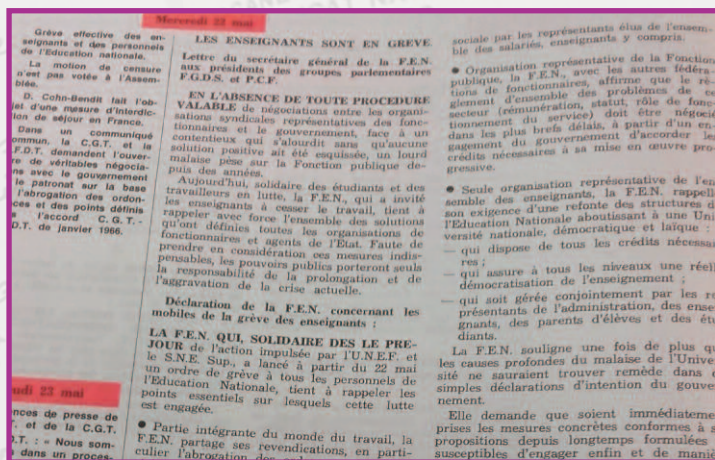 Mercredi 22 mai
Grève effective des en-
seignants et des personnels
de l'Education nationale.
La motion de censure
n'est pas votée à l'Assem-
blée.
D. Cohn-Bendit fait l'ob-
jet d'une mesure d'interdic-
tion de séjour en France.
Dans un communiqué
commun, la C.G.T. et la
F.D.T. demandent l'ouver-
re de véritables négocia-
ns avec le gouvernement
le patronat sur la base
l'abrogation des ordon-
ces et des points définis
l'accord C. G. T. -
D.T. de janvier 1966.
udi 23 mai
nces de presse de
T. et de la C.G.T.
D.T. : « Nous som-
dans un proces-
LES ENSEIGNANTS SONT EN GREVE
Lettre du secrétaire général de la F.E.N.
aux présidents des groupes parlementaires
F.G.D.S. et P.C.F.
EN L'ABSENCE DE TOUTE PROCEDURE
VALABLE de négociations entre les organi-
sations syndicales représentatives des fonc-
tionnaires et le gouvernement, face à un
contentieux qui s'alourdit sans qu'aucune
solution positive ait été esquissée, un lourd
malaise pèse sur la Fonction publique de-
puis des années.
Aujourd'hui, solidaire des étudiants et des
travailleurs en lutte, la F.E.N., qui a invité
les enseignants à cesser le travail, tient à
rappeler avec force l'ensemble des solutions
qu'ont définies toutes les organisations de
fonctionnaires et agents de l'Etat. Faute de
prendre en considération ces mesures indis-
pensables, les pouvoirs publics porteront seuls
la responsabilité de la prolongation et de
l'aggravation de la crise actuelle.
Déclaration de la F.E.N. concernant les
mobiles de la grève des enseignants :
LA F.E.N. QUI, SOLIDAIRE DES LE PRE-
JOUR de l'action impulsée par l'U.N.E.F. et
le S.N.E. Sup., a lancé à partir du 22 mai
un ordre de grève à tous les personnels de
l'Education Nationale, tient à rappeler les
points essentiels sur lesquels cette lutte
est engagée.
● Partie intégrante du monde du travail, la
F.E.N. partage ses revendications, en parti-
culier l'abrogation des
sociale par les représentants élus de l'ensem-
ble des salariés, enseignants y compris.
● Organisation représentative de la Fonction
publique, la F.E.N., avec les autres fédéra-
tions de fonctionnaires, affirme que le rè-
glement d'ensemble des problèmes de ce
secteur (rémunération, statut, rôle de fonc-
tionnement du service) doit être négocié
dans les plus brefs délais, à partir d'un en-
gagement du gouvernement d'accorder les
crédits nécessaires à sa mise en œuvre pro-
gressive.
● Seule organisation représentative de l'en-
semble des enseignants, la F.E.N. rappelle
son exigence d'une refonte des structures de
l'Education Nationale aboutissant à une Uni-
versité nationale, démocratique et laïque :
— qui dispose de tous les crédits nécessai-
res ;
— qui assure à tous les niveaux une réelle
démocratisation de l'enseignement ;
— qui soit gérée conjointement par les re-
présentants de l'administration, des ensei-
gnants, des parents d'élèves et des étu-
diants.
La F.E.N. souligne une fois de plus que
les causes profondes du malaise de l'Univer-
sité ne sauraient trouver remède dans de
simples déclarations d'intention du gouver-
nement.
Elle demande que soient immédiateme
prises les mesures concrètes conformes à s
propositions depuis longtemps formulées
susceptibles d'engager enfin et de maniè